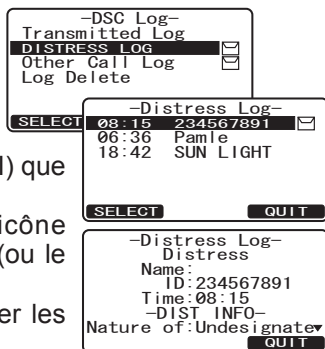 –DSC Log–
Transmitted Log
DISTRESS LOG
Other Call Log
Log Delete
SELECT
–Distress Log–
08:15 234567891
06:36 Pamle
18:42 SUN LIGHT
SELECT QUIT
) que
icône
(ou le
er les
–Distress Log–
Distress
Name:
ID:234567891
Time:08:15
–DIST INFO–
Nature of:Undesignate▾
QUIT